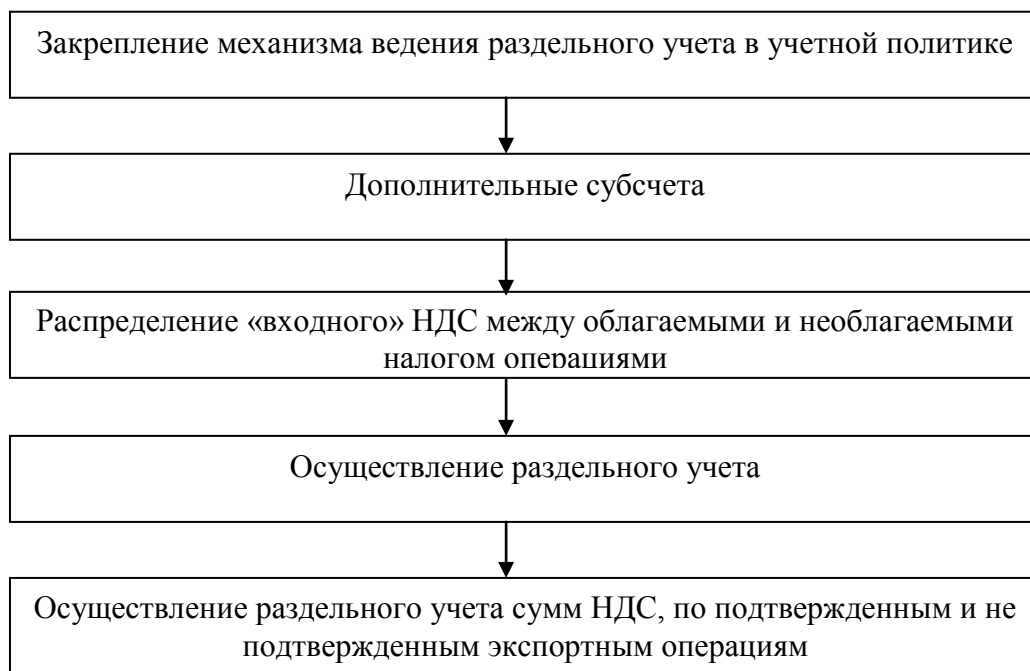 Закрепление механизма ведения раздельного учета в учетной политике
Дополнительные субсчета
Распределение «входного» НДС между облагаемыми и необлагаемыми
налогом операциями
Осуществление раздельного учета
Осуществление раздельного учета сумм НДС, по подтвержденным и не
подтвержденным экспортным операциям